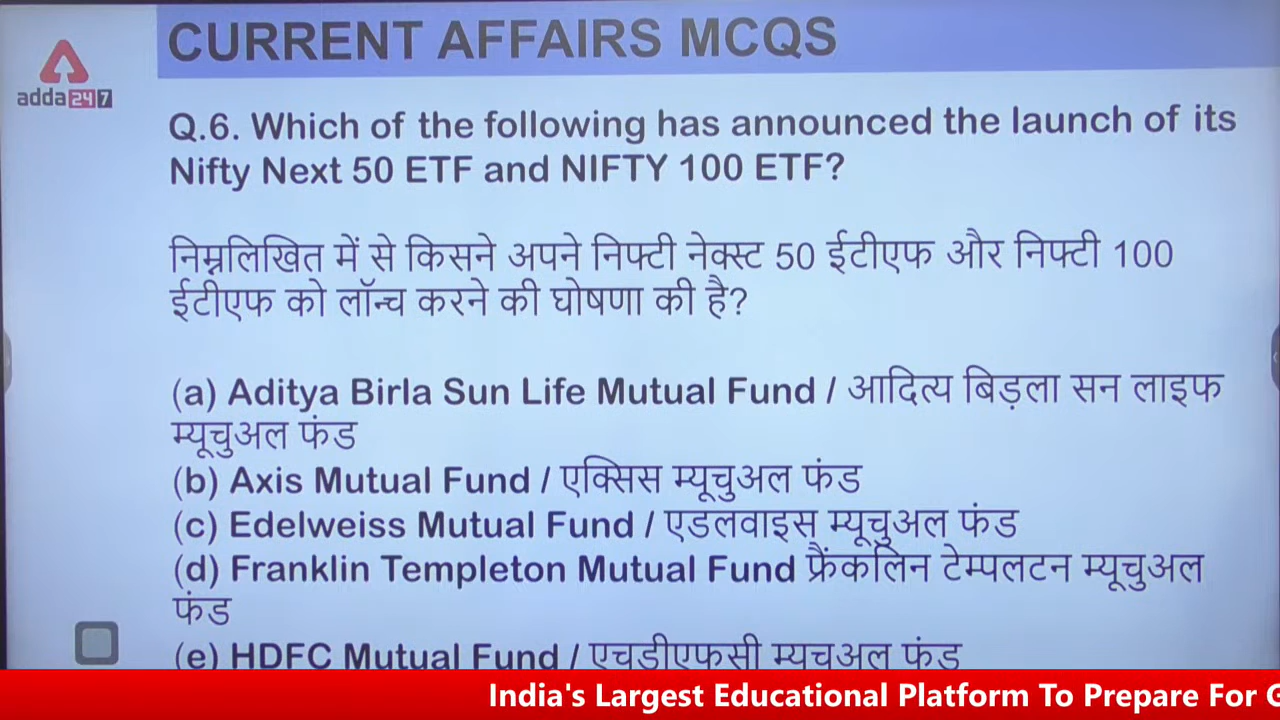 CURRENT AFFAIRS MCQS
adda247
Q.6. Which of the following has announced the launch of its
Nifty Next 50 ETF and NIFTY 100 ETF?
निम्नलिखित में से किसने अपने निफ्टी नेक्स्ट 50 ईटीएफ और निफ्टी 100
ईटीएफ को लॉन्च करने की घोषणा की है?
(a) Aditya Birla Sun Life Mutual Fund / आदित्य बिड़ला सन लाइफ
म्यूचुअल फंड
(b) Axis Mutual Fund / एक्सिस म्यूचुअल फंड
(c) Edelweiss Mutual Fund / एडलवाइस म्यूचुअल फंड
(d) Franklin Templeton Mutual Fund फ्रैंकलिन टेम्पलटन म्यूचुअल
फंड
(e) HDFC Mutual Fund / एचडीएफसी म्यूचुअल फंड
India's Largest Educational Platform To Prepare For G